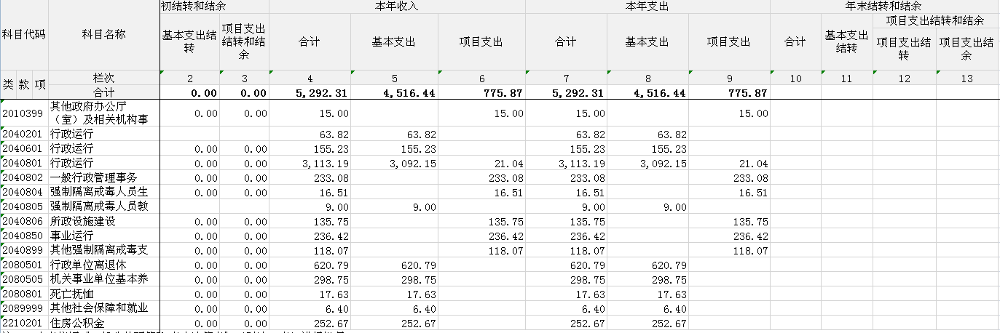 初结转和结余 本年收入 本年支出 年末结转和结余
科目代码 科目名称 基本支出结转 项目支出结转和结余 合计 基本支出 项目支出 合计 基本支出 项目支出 合计 基本支出结转 项目支出结转和结余
项目支出结转 项目支出结余
类 款 项 栏次 2 3 4 5 6 7 8 9 10 11 12 13
合计 0.00 0.00 5,292.31 4,516.44 775.87 5,292.31 4,516.44 775.87
2010399 其他政府办公厅
（室）及相关机构事 0.00 0.00 15.00 15.00 15.00 15.00
2040201 行政运行 63.82 63.82 63.82 63.82
2040601 行政运行 0.00 0.00 155.23 155.23 155.23 155.23
2040801 行政运行 0.00 0.00 3,113.19 3,092.15 21.04 3,113.19 3,092.15 21.04
2040802 一般行政管理事务 0.00 0.00 233.08 233.08 233.08 233.08
2040804 强制隔离戒毒人员生 0.00 0.00 16.51 16.51 16.51 16.51
2040805 强制隔离戒毒人员教 9.00 9.00 9.00 9.00
2040806 所政设施建设 0.00 0.00 135.75 135.75 135.75 135.75
2040850 事业运行 0.00 0.00 236.42 236.42 236.42 236.42
2040899 其他强制隔离戒毒支 0.00 0.00 118.07 118.07 118.07 118.07
2080501 行政单位离退休 0.00 0.00 620.79 620.79 620.79 620.79
2080505 机关事业单位基本养 0.00 0.00 298.75 298.75 298.75 298.75
2080801 死亡抚恤 0.00 0.00 17.63 17.63 17.63 17.63
2089999 其他社会保障和就业 0.00 0.00 6.40 6.40 6.40 6.40
2210201 住房公积金 0.00 0.00 252.67 252.67 252.67 252.67